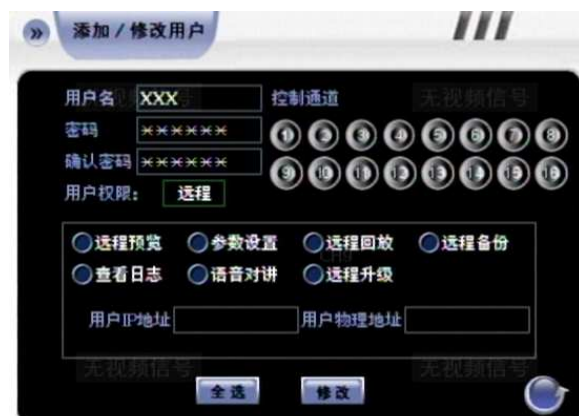 添加/修改用户
用户名 XXX 控制通道 无视频信号
密码 ****** 1 2 3 4 5 6 7 8
确认密码 ****** 9 10 11 12 13 14 15 16
用户权限: 远程
远程预览 参数设置 远程回放 远程备份
CH9
查看日志 语音对讲 远程升级
用户IP地址 用户物理地址
无视频信号 无视频信号
全选 修改